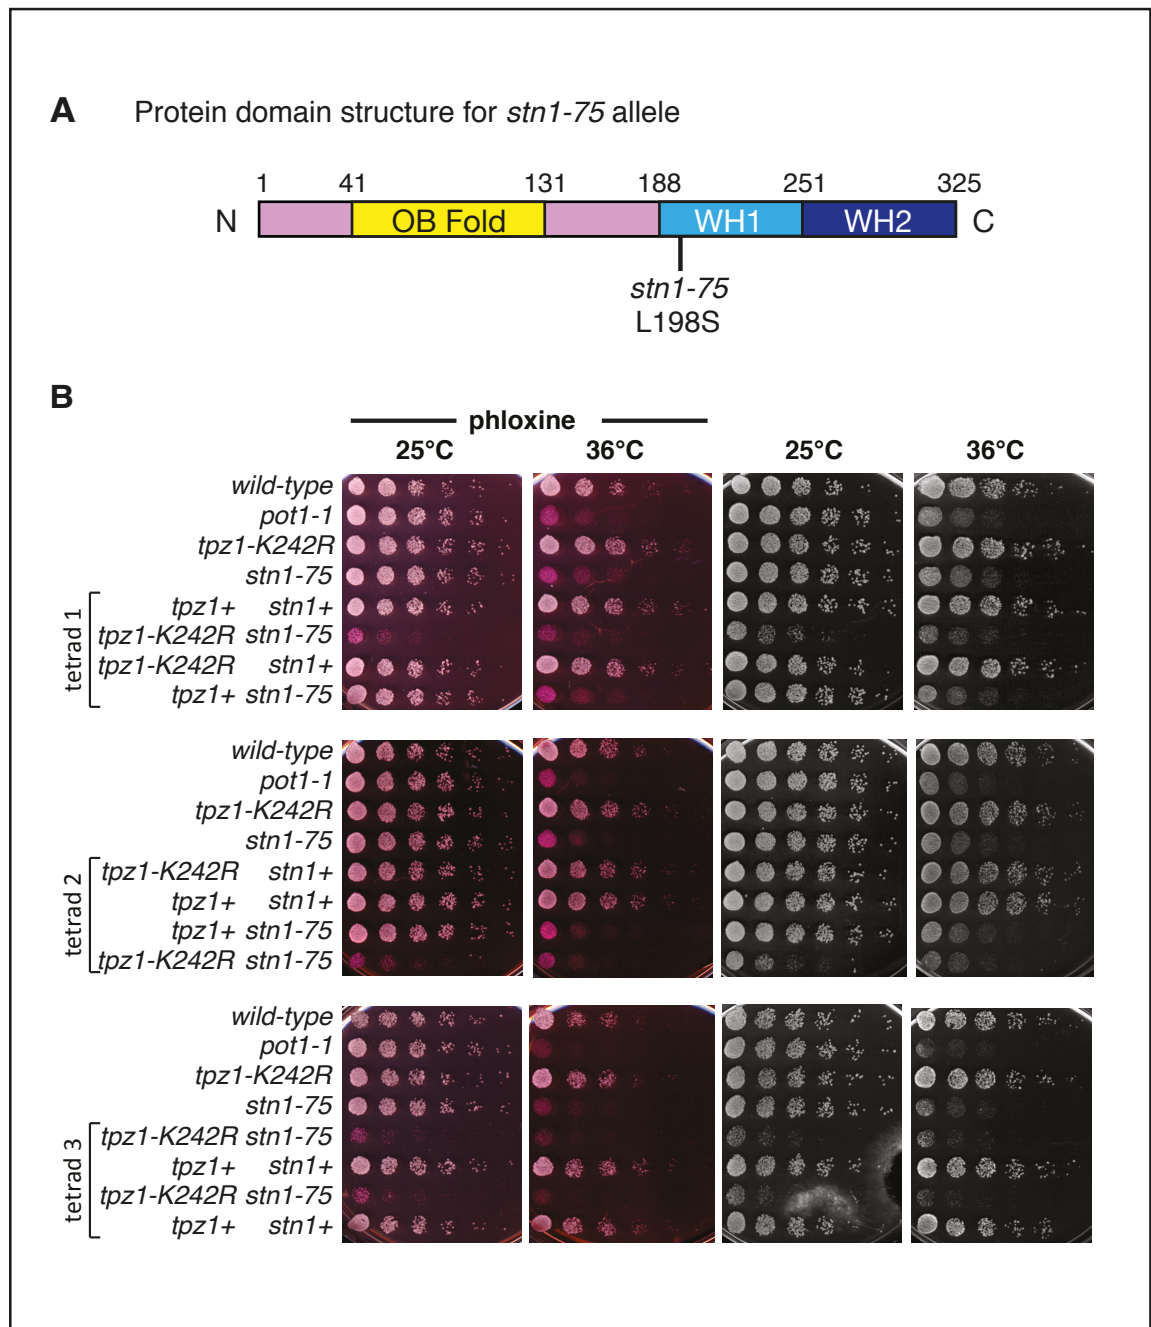 A Protein domain structure for stn1-75 allele
1 41 131 188 251 325
N OB Fold WH1 WH2 C
stn1-75
L198S
B
phloxine
25°C 36°C 25°C 36°C
wild-type
pot1-1
tpz1-K242R
stn1-75
tetrad 1
tpz1+ stn1+
tpz1-K242R stn1-75
tpz1-K242R stn1+
tpz1+ stn1-75
wild-type
pot1-1
tpz1-K242R
stn1-75
tetrad 2
tpz1-K242R stn1+
tpz1+ stn1+
tpz1+ stn1-75
tpz1-K242R stn1-75
wild-type
pot1-1
tpz1-K242R
stn1-75
tetrad 3
tpz1-K242R stn1-75
tpz1+ stn1+
tpz1-K242R stn1-75
tpz1+ stn1+